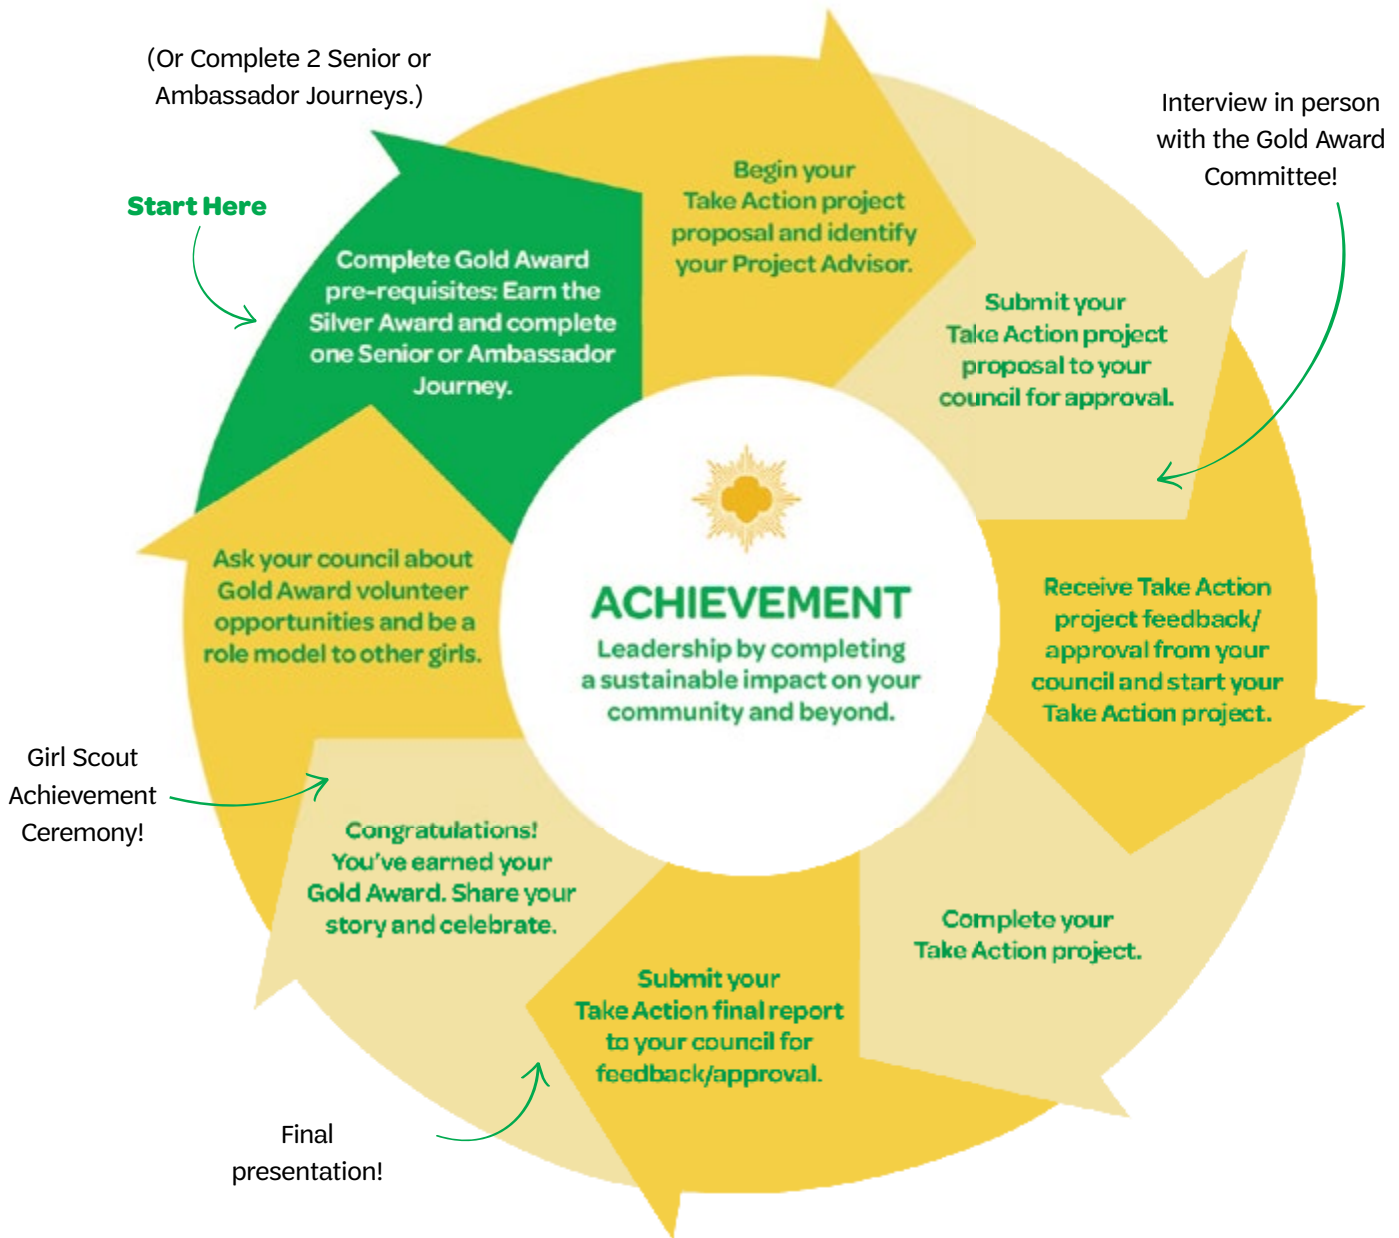 (Or Complete 2 Senior or
Ambassador Journeys.)
Start Here
Complete Gold Award
pre-requisites: Earn the
Silver Award and complete
one Senior or Ambassador
Journey.
Begin your
Take Action project
proposal and identify
your Project Advisor.
Interview in person
with the Gold Award
Committee!
Submit your
Take Action project
proposal to your
council for approval.
Receive Take Action
project feedback/
approval from your
council and start your
Take Action project.
Complete your
Take Action project.
Submit your
Take Action final report
to your council for
feedback/approval.
Final
presentation!
Congratulations!
You've earned your
Gold Award. Share your
story and celebrate.
Girl Scout
Achievement
Ceremony!
Ask your council about
Gold Award volunteer
opportunities and be a
role model to other girls.
ACHIEVEMENT
Leadership by completing
a sustainable impact on your
community and beyond.